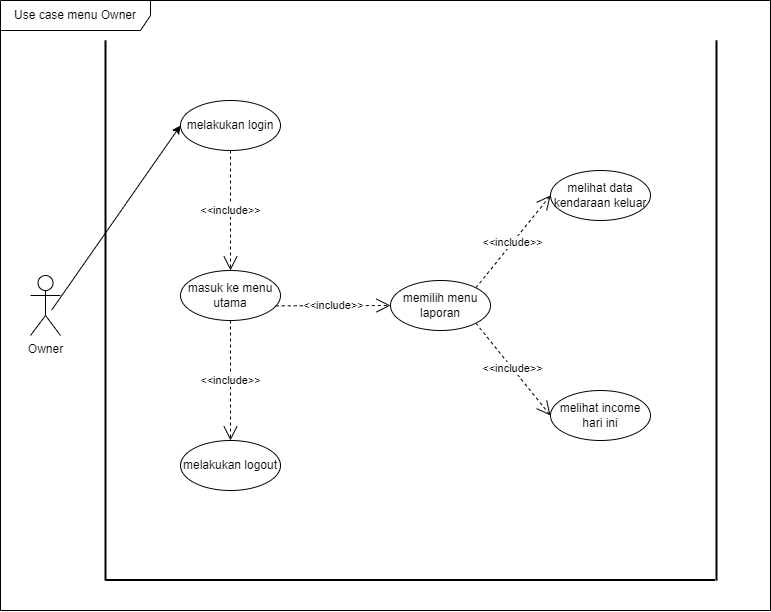 Use case menu Owner
melakukan login
<<include>>
masuk ke menu
utama
<<include>>
memilih menu
laporan
<<include>>
melihat data
kendaraan keluar
<<include>>
melihat income
hari ini
<<include>>
melakukan logout
Owner